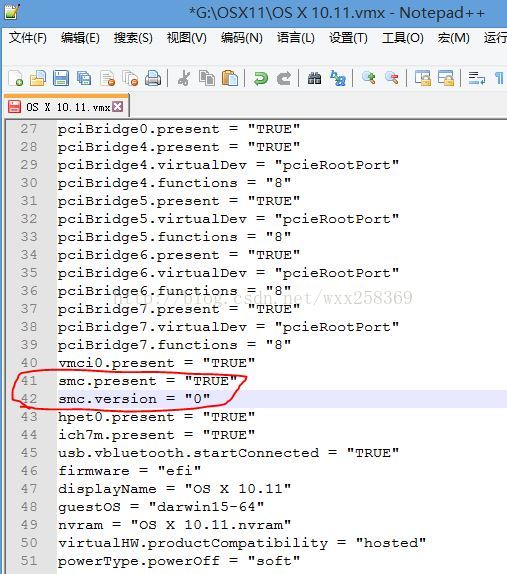 *G:\OSX11\OS X 10.11.vmx - Notepad++
文件(F) 编辑(E) 搜索(S) 视图(V) 编码(N) 语言(L) 设置(T) 工具(O) 宏(M) 运行
OS X 10.11.vmx
27 pciBridge0.present = "TRUE"
28 pciBridge4.present = "TRUE"
29 pciBridge4.virtualDev = "pcieRootPort"
30 pciBridge4.functions = "8"
31 pciBridge5.present = "TRUE"
32 pciBridge5.virtualDev = "pcieRootPort"
33 pciBridge5.functions = "8"
34 pciBridge6.present = "TRUE"
35 pciBridge6.virtualDev = "pcieRootPort"
36 pciBridge6.functions = "8"
http://blog.csdn.net/wxx258369
37 pciBridge7.present = "TRUE"
38 pciBridge7.virtualDev = "pcieRootPort"
39 pciBridge7.functions = "8"
40 vmci0.present = "TRUE"
41 smc.present = "TRUE"
42 smc.version = "0"
43 hpet0.present = "TRUE"
44 ich7m.present = "TRUE"
45 usb.vbluetooth.startConnected = "TRUE"
46 firmware = "efi"
47 displayName = "OS X 10.11"
48 guestOS = "darwin15-64"
49 nvram = "OS X 10.11.nvram"
50 virtualHW.productCompatibility = "hosted"
51 powerType.powerOff = "soft"